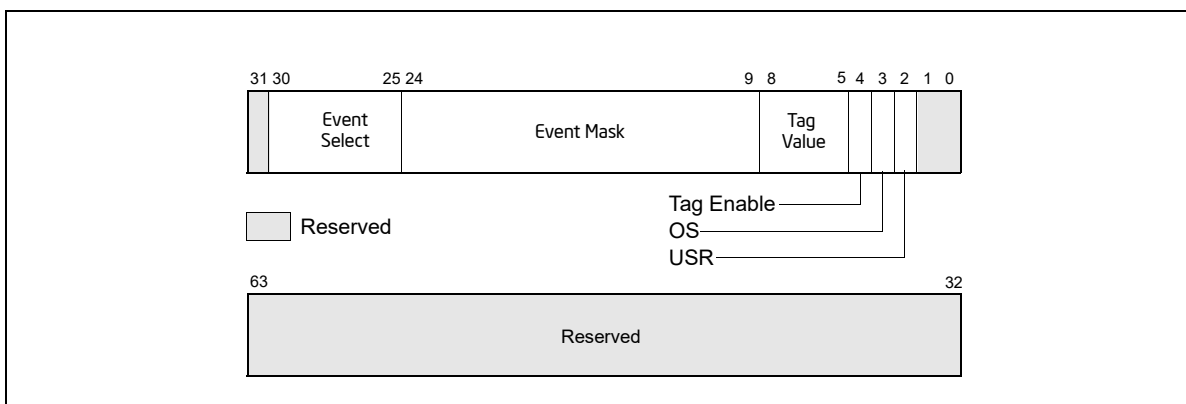 31 30 25 24 9 8 5 4 3 2 1 0
Event
Select
Event Mask
Tag
Value
Tag Enable
OS
USR
Reserved
63 32
Reserved